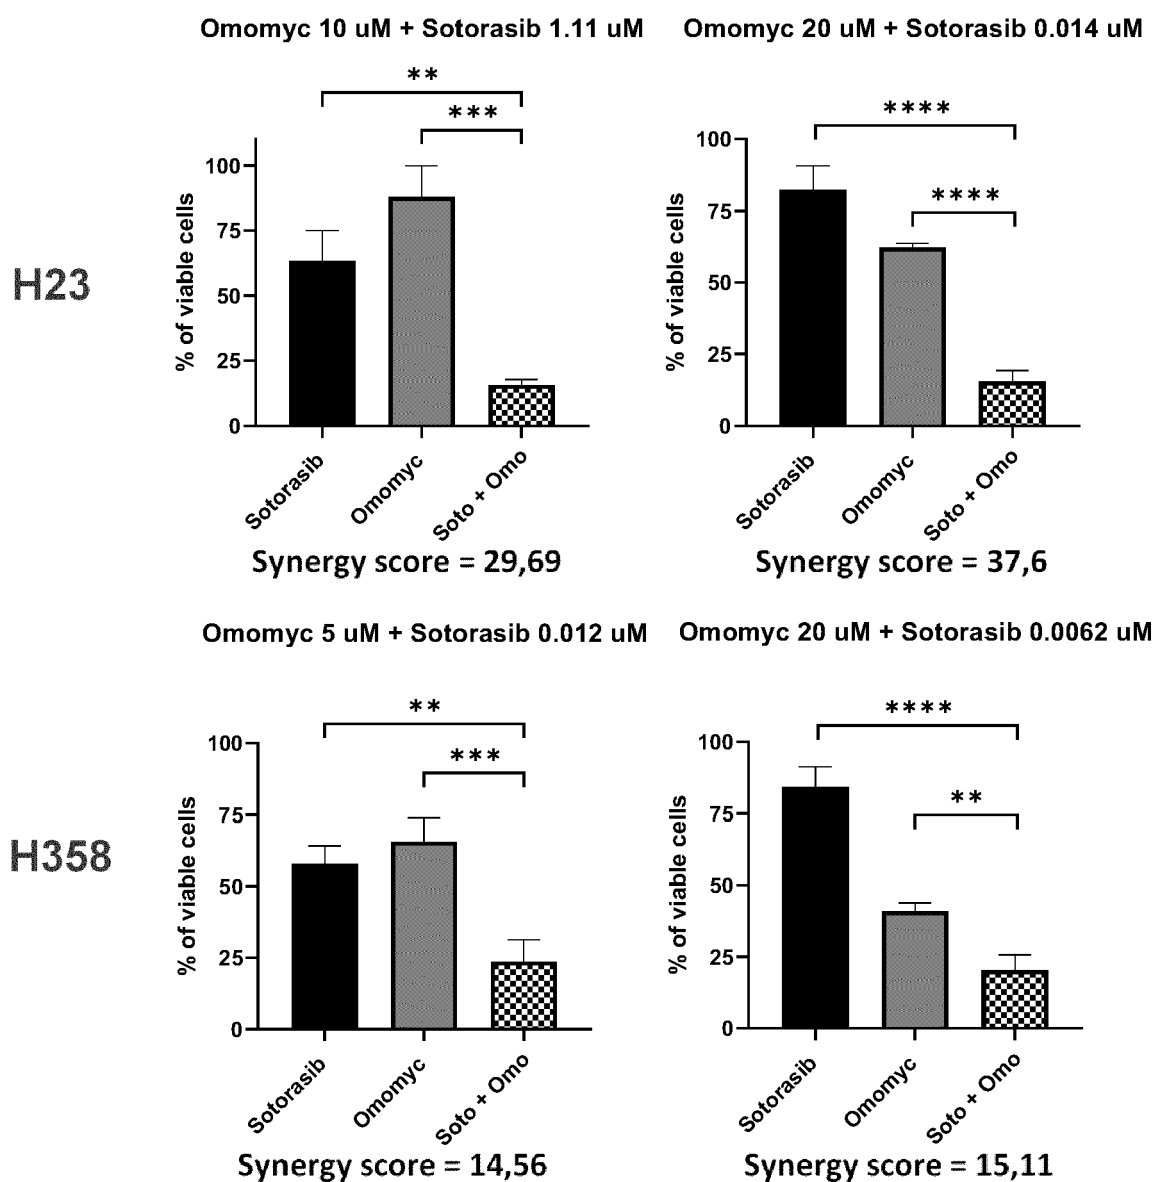 Omomyc 10 uM + Sotorasib 1.11 uM
Omomyc 20 uM + Sotorasib 0.014 uM
H23
**
***
% of viable cells
100
75
50
25
0
Sotorasib
Omomyc
Soto + Omo
Synergy score = 29,69
****
****
% of viable cells
100
75
50
25
0
Sotorasib
Omomyc
Soto + Omo
Synergy score = 37,6
Omomyc 5 uM + Sotorasib 0.012 uM
Omomyc 20 uM + Sotorasib 0.0062 uM
H358
**
***
% of viable cells
100
75
50
25
0
Sotorasib
Omomyc
Soto + Omo
Synergy score = 14,56
****
**
% of viable cells
100
75
50
25
0
Sotorasib
Omomyc
Soto + Omo
Synergy score = 15,11